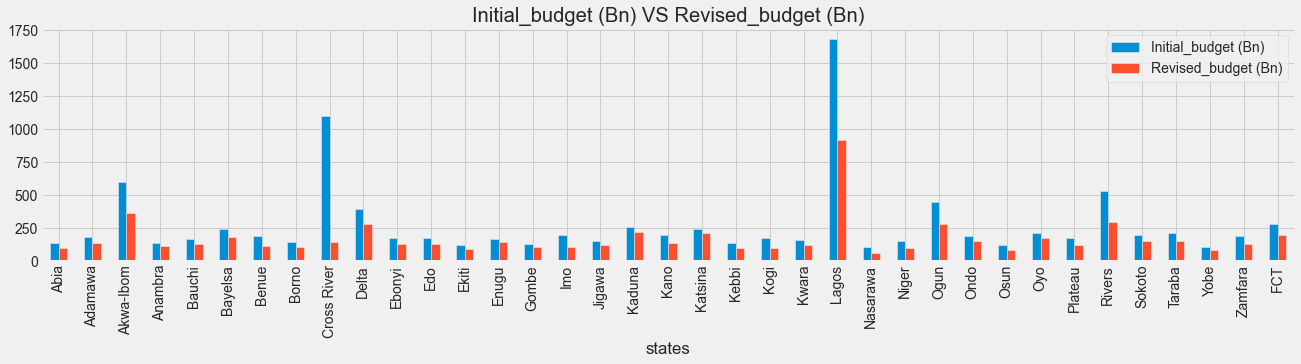 Initial_budget (Bn) VS Revised_budget (Bn)
1750
1500
1250
1000
750
500
250
0
Initial_budget (Bn)
Revised_budget (Bn)
Abia
Adamawa
Akwa-Ibom
Anambra
Bauchi
Bayelsa
Benue
Borno
Cross River
Delta
Ebonyi
Edo
Ekiti
Enugu
Gombe
Imo
Jigawa
Kaduna
Kano
Katsina
Kebbi
Kogi
Kwara
Lagos
Nasarawa
Niger
Ogun
Ondo
Osun
Oyo
Plateau
Rivers
Sokoto
Taraba
Yobe
Zamfara
FCT
states